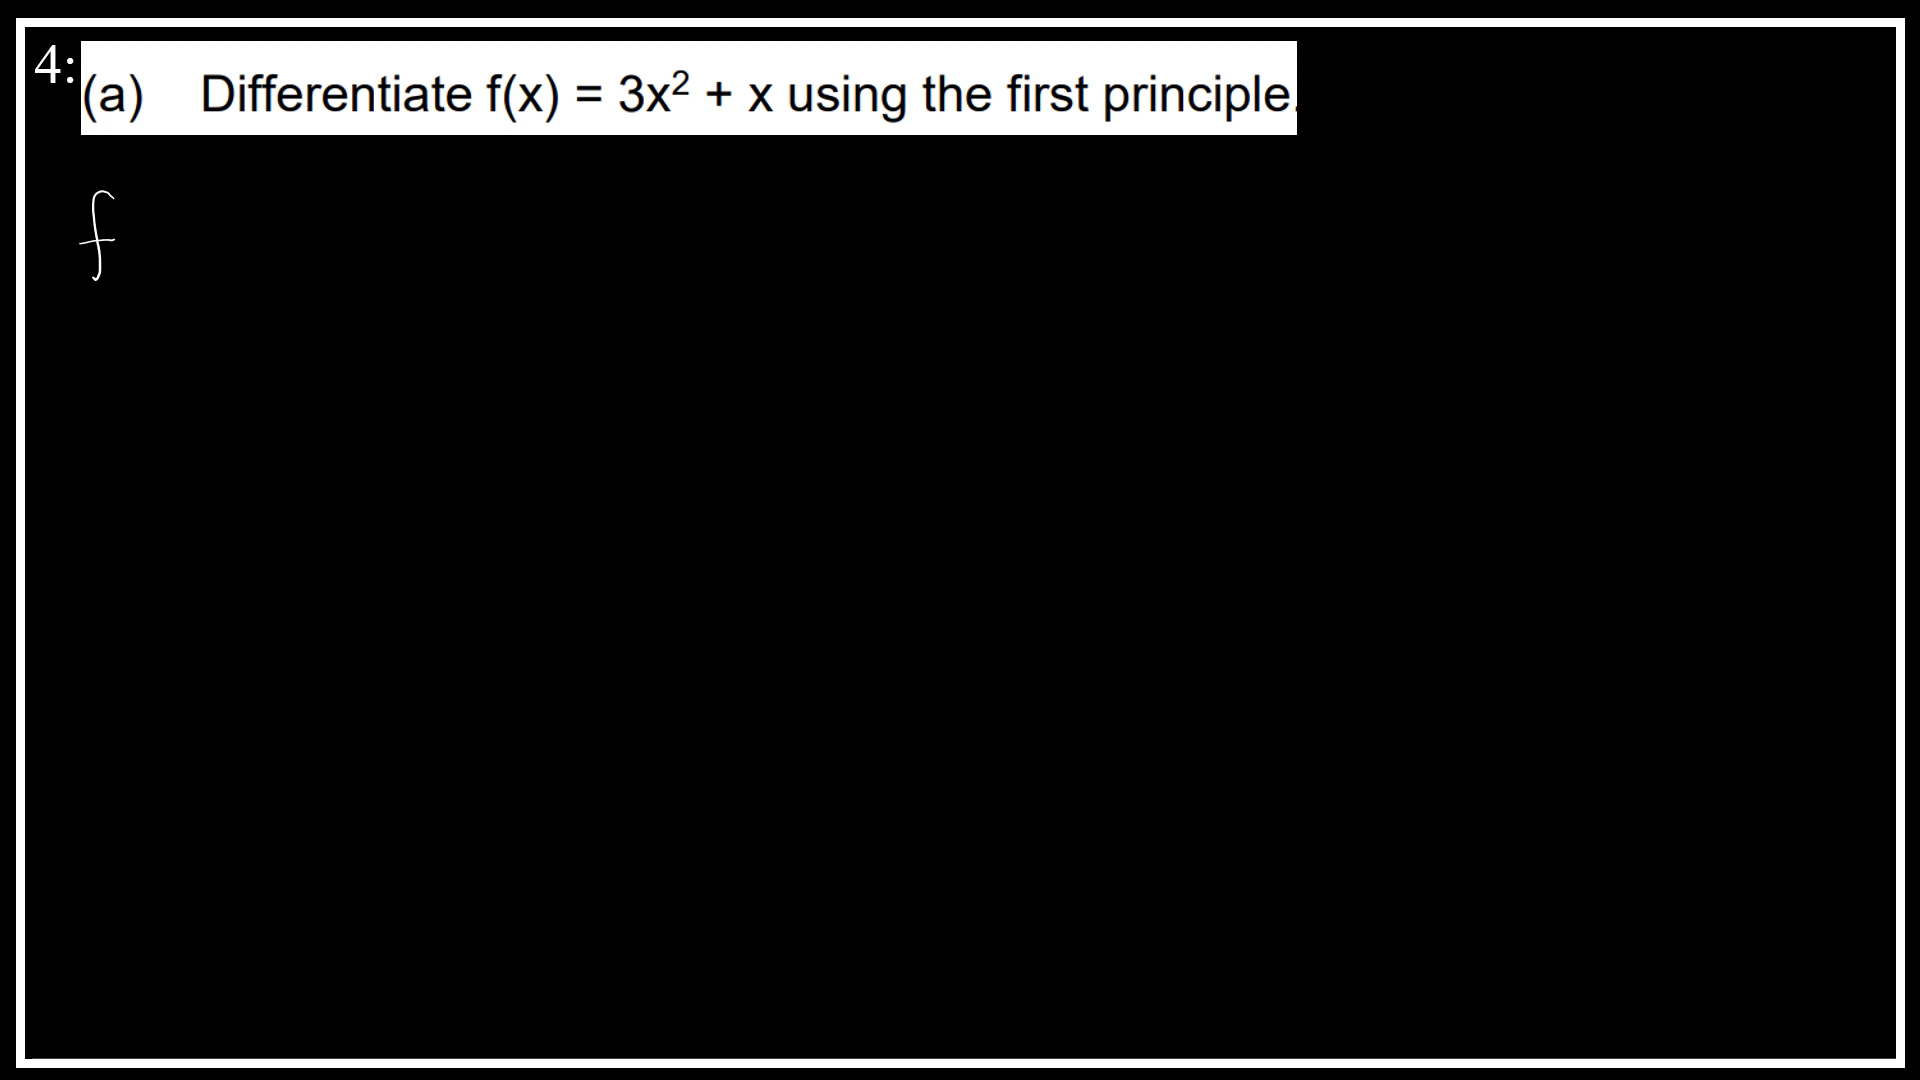 4: (a) Differentiate f(x) = 3x² + x using the first principle.
f